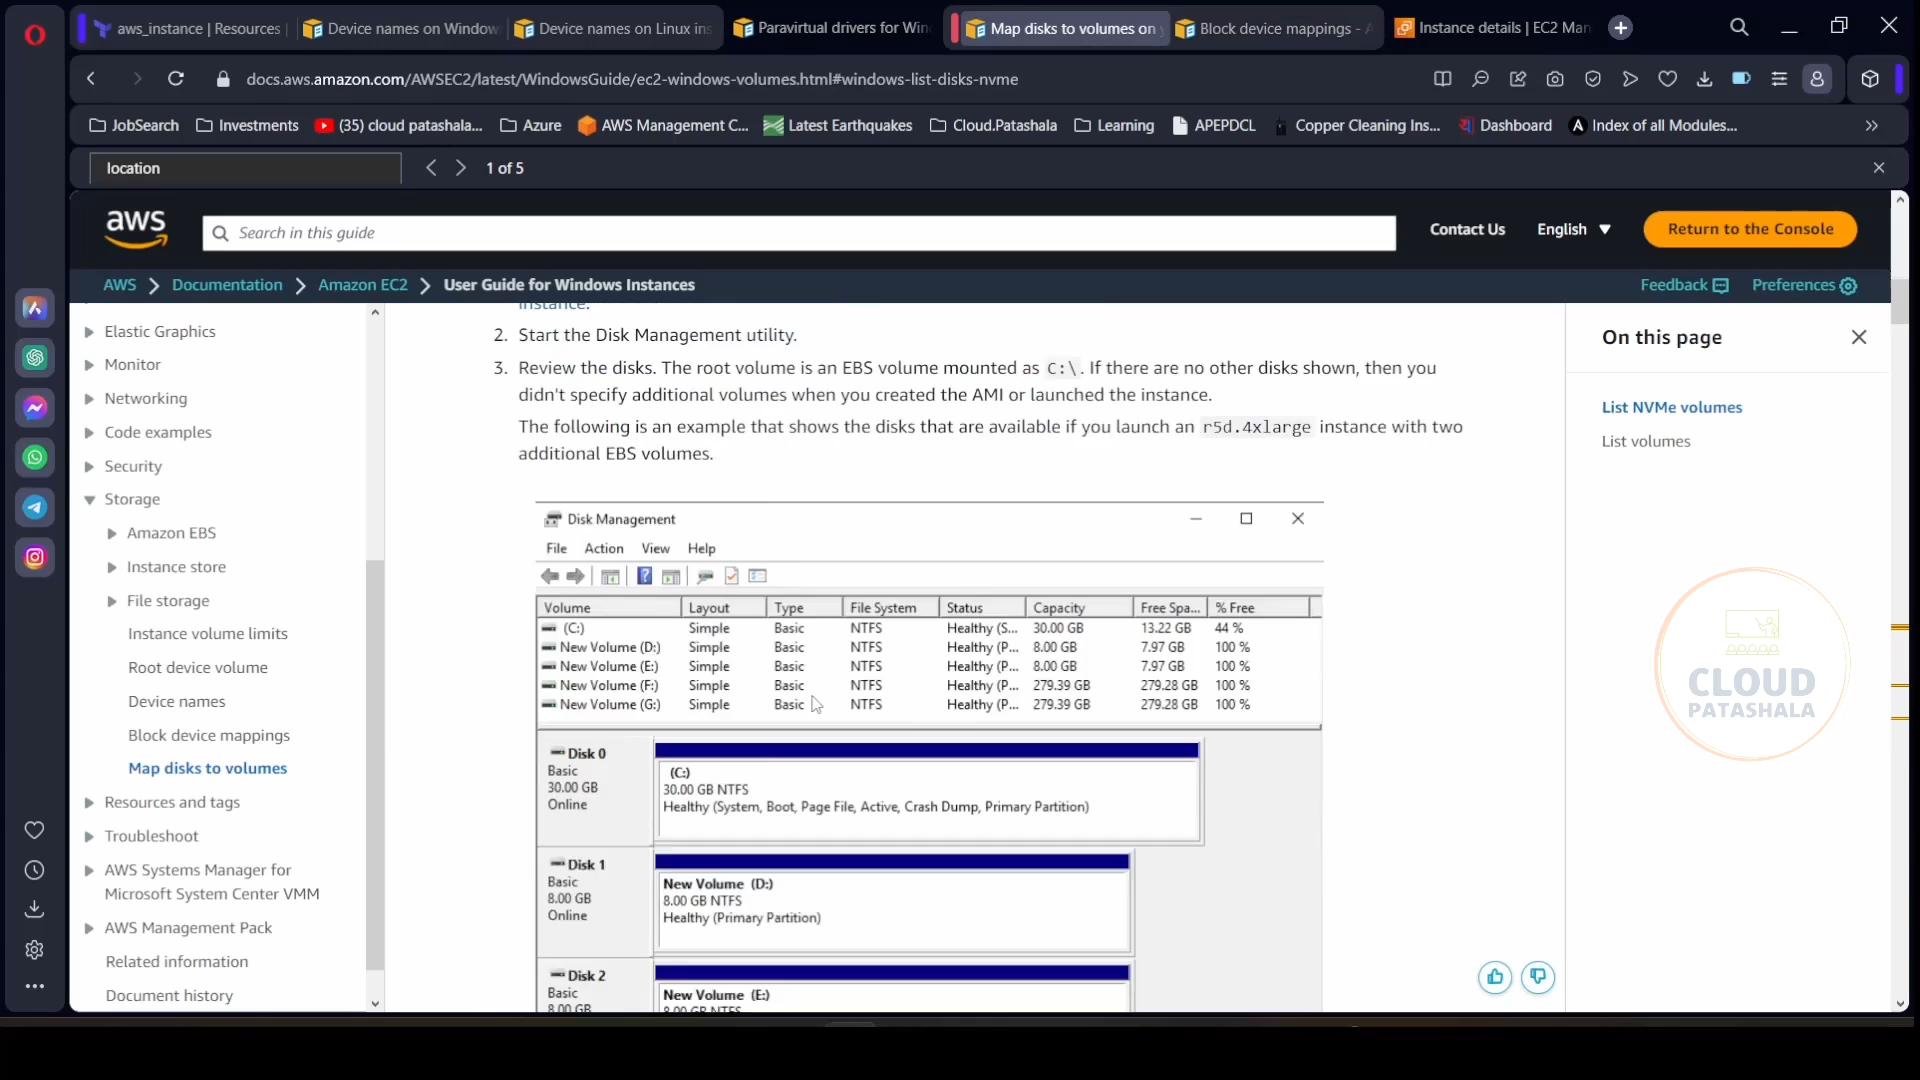 aws_instance | Resources
Device names on Window
Device names on Linux ins
Paravirtual drivers for Win
Map disks to volumes on y
Block device mappings - A
Instance details | EC2 Man
docs.aws.amazon.com/AWSEC2/latest/WindowsGuide/ec2-windows-volumes.html#windows-list-disks-nvme
JobSearch
Investments
(35) cloud patashala...
Azure
AWS Management C...
Latest Earthquakes
Cloud.Patashala
Learning
APEPDCL
Copper Cleaning Ins...
Dashboard
Index of all Modules...
location
1 of 5
aws
Search in this guide
Contact Us
English
Return to the Console
AWS
Documentation
Amazon EC2
User Guide for Windows Instances
Feedback
Preferences
Elastic Graphics
Monitor
Networking
Code examples
Security
Storage
Amazon EBS
Instance store
File storage
Instance volume limits
Root device volume
Device names
Block device mappings
Map disks to volumes
Resources and tags
Troubleshoot
AWS Systems Manager for
Microsoft System Center VMM
AWS Management Pack
Related information
Document history
instance.
2. Start the Disk Management utility.
3. Review the disks. The root volume is an EBS volume mounted as C:\. If there are no other disks shown, then you
didn't specify additional volumes when you created the AMI or launched the instance.
The following is an example that shows the disks that are available if you launch an r5d.4xlarge instance with two
additional EBS volumes.
Disk Management
File Action View Help
Volume Layout Type File System Status Capacity Free Spa... % Free
(C:) Simple Basic NTFS Healthy (S... 30.00 GB 13.22 GB 44 %
New Volume (D:) Simple Basic NTFS Healthy (P... 8.00 GB 7.97 GB 100 %
New Volume (E:) Simple Basic NTFS Healthy (P... 8.00 GB 7.97 GB 100 %
New Volume (F:) Simple Basic NTFS Healthy (P... 279.39 GB 279.28 GB 100 %
New Volume (G:) Simple Basic NTFS Healthy (P... 279.39 GB 279.28 GB 100 %
Disk 0
Basic
30.00 GB
Online
(C:)
30.00 GB NTFS
Healthy (System, Boot, Page File, Active, Crash Dump, Primary Partition)
Disk 1
Basic
8.00 GB
Online
New Volume (D:)
8.00 GB NTFS
Healthy (Primary Partition)
Disk 2
Basic
8.00 GB
New Volume (E:)
8.00 GB NTFS
On this page
List NVMe volumes
List volumes
CLOUD
PATASHALA